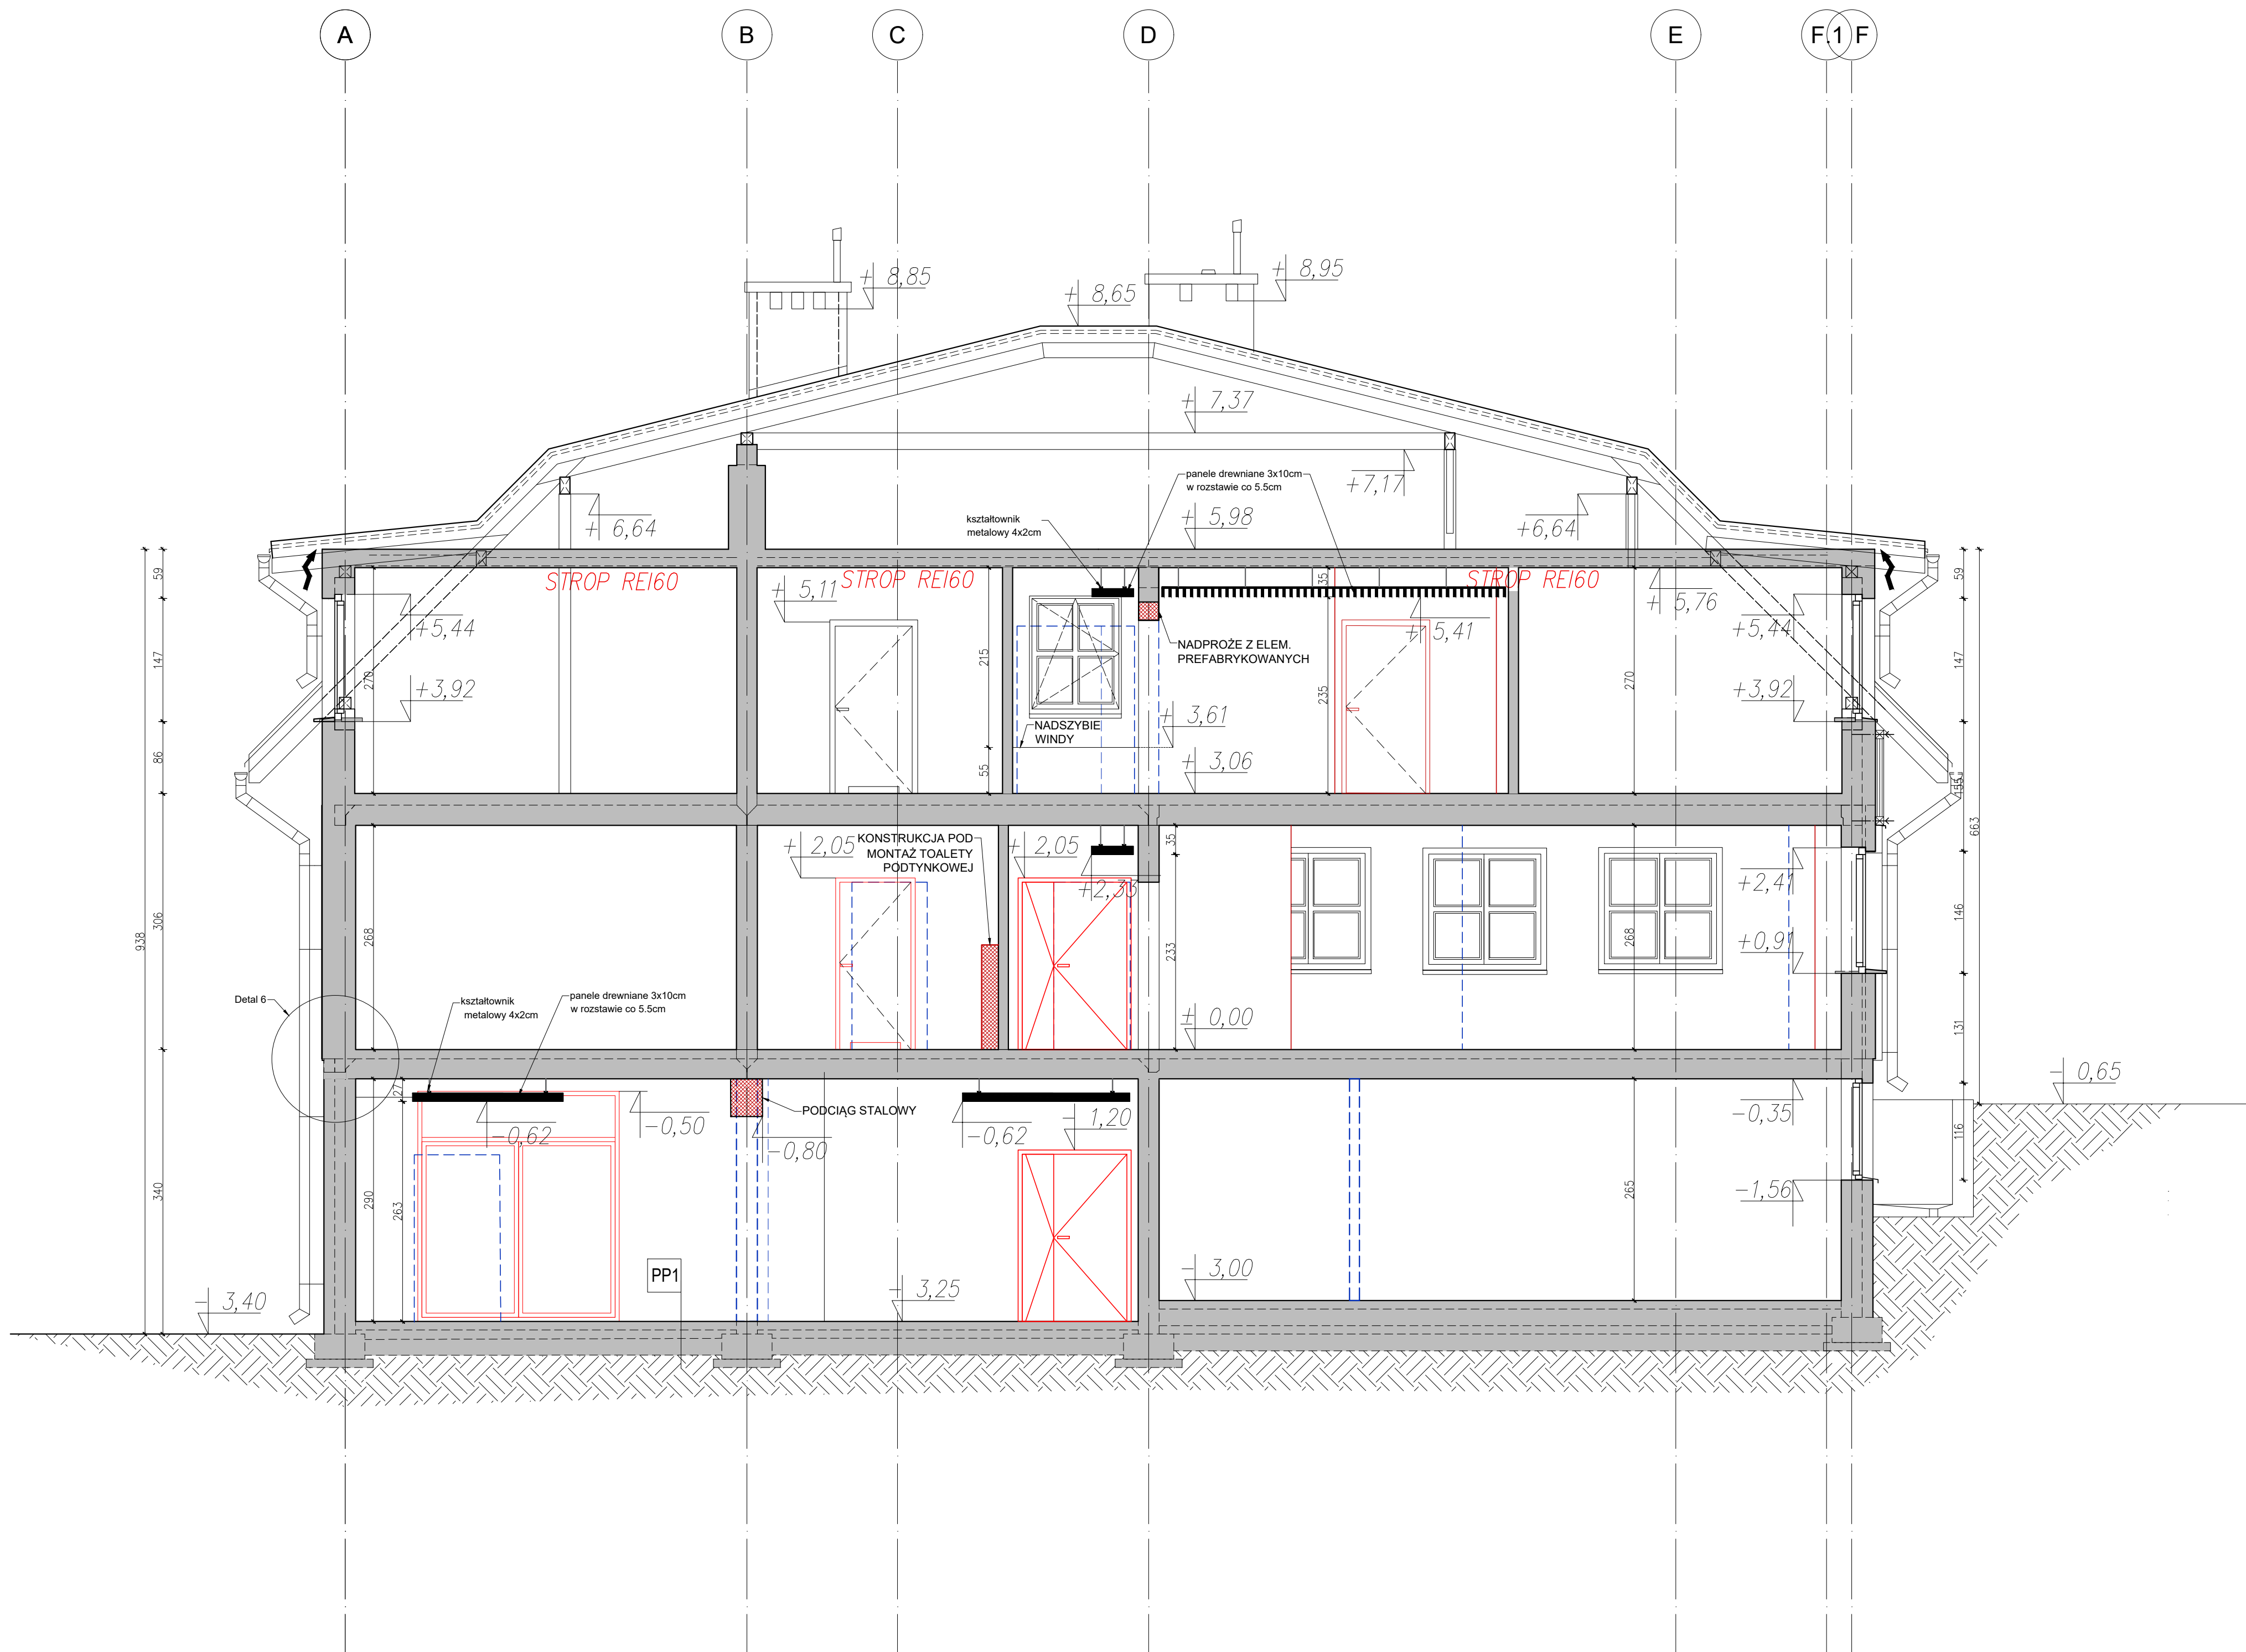 A
B
C
D
E
F.1
F
+ 8,85
+ 8,95
+ 8,65
+ 7,37
+7,17
panele drewniane 3x10cm
w rozstawie co 5.5cm
+ 6,64
kształtownik
metalowy 4x2cm
+ 5,98
+6,64
59
STROP REI60
+ 5,11
STROP REI60
35
STROP REI60
+ 5,76
59
+5,44
+ 5,41
+5,44
NADPROŻE Z ELEM.
PREFABRYKOWANYCH
147
270
+3,92
215
235
270
+3,92
147
NADSZYBIE
WINDY
+ 3,61
86
55
+ 3,06
155
663
+ 2,05
KONSTRUKCJA POD
MONTAŻ TOALETY
PODTYNKOWEJ
+ 2,05
35
+2,33
+2,41
938
306
268
233
268
+0,91
146
Detal 6
kształtownik
metalowy 4x2cm
panele drewniane 3x10cm
w rozstawie co 5.5cm
± 0,00
131
27
- 0,65
PODCIĄG STALOWY
-0,62
-0,50
-0,80
-0,62
- 1,20
-0,35
116
340
290
263
265
-1,56
PP1
- 3,00
- 3,40
- 3,25